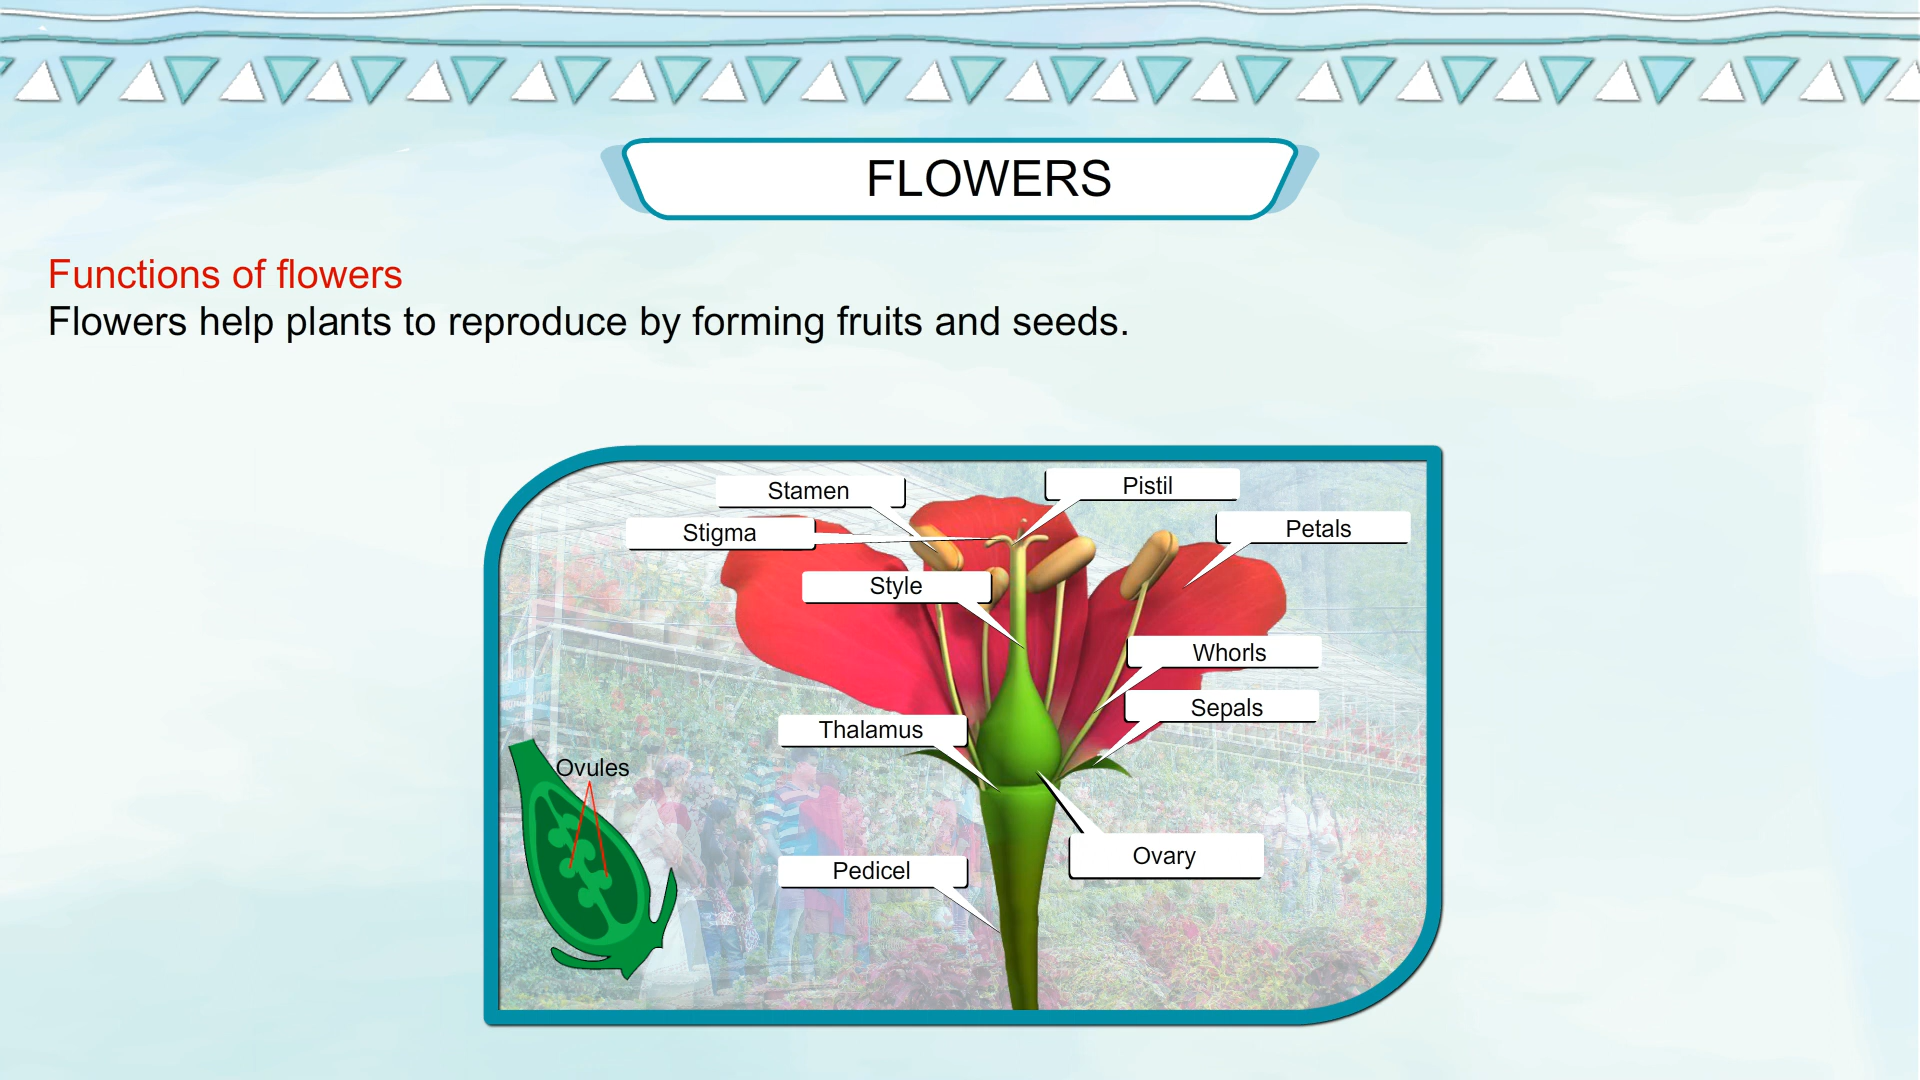 FLOWERS
Functions of flowers
Flowers help plants to reproduce by forming fruits and seeds.
Stamen
Pistil
Stigma
Petals
Style
Whorls
Sepals
Thalamus
Ovules
Ovary
Pedicel